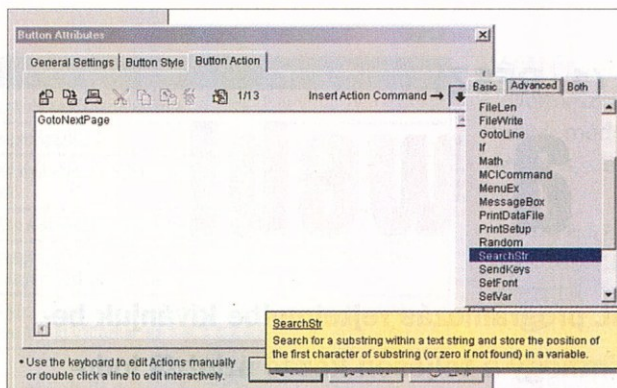 Button Attributes
General Settings
Button Style
Button Action
1/13
Insert Action Command →
GotoNextPage
Basic
Advanced
Both
FileLen
FileWrite
GotoLine
If
Math
MCICommand
MenuEx
MessageBox
PrintDataFile
PrintSetup
Random
SearchStr
SendKeys
SetFont
SetVar
SearchStr
Search for a substring within a text string and store the position of
the first character of substring (or zero if not found) in a variable.
• Use the keyboard to edit Actions manually
or double click a line to edit interactively.